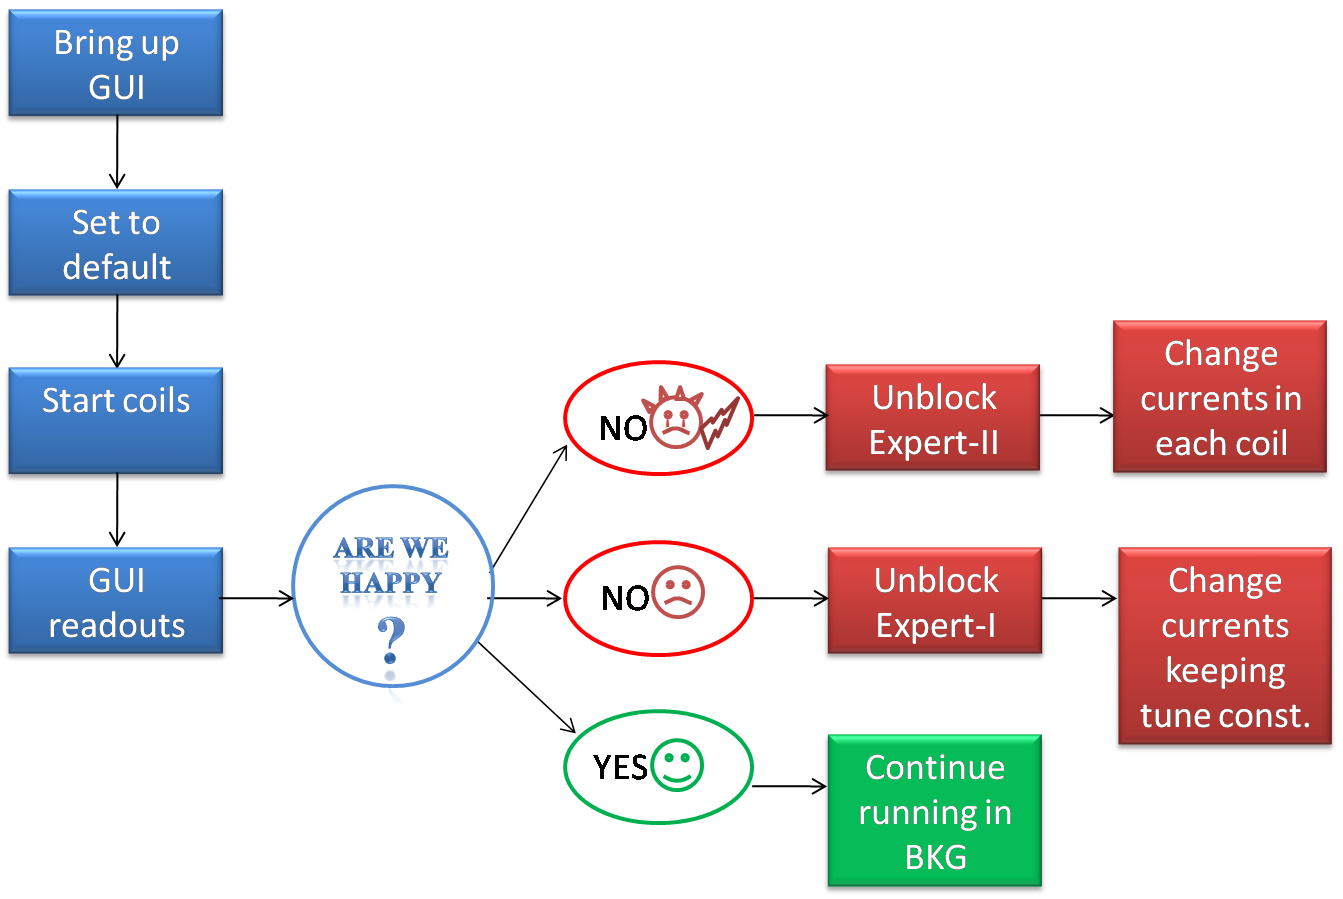 Bring up
GUI
Set to
default
Start coils
GUI
readouts
ARE WE
HAPPY
?
NO
Unblock
Expert-II
Change
currents in
each coil
NO
Unblock
Expert-I
Change
currents
keeping
tune const.
YES
Continue
running in
BKG